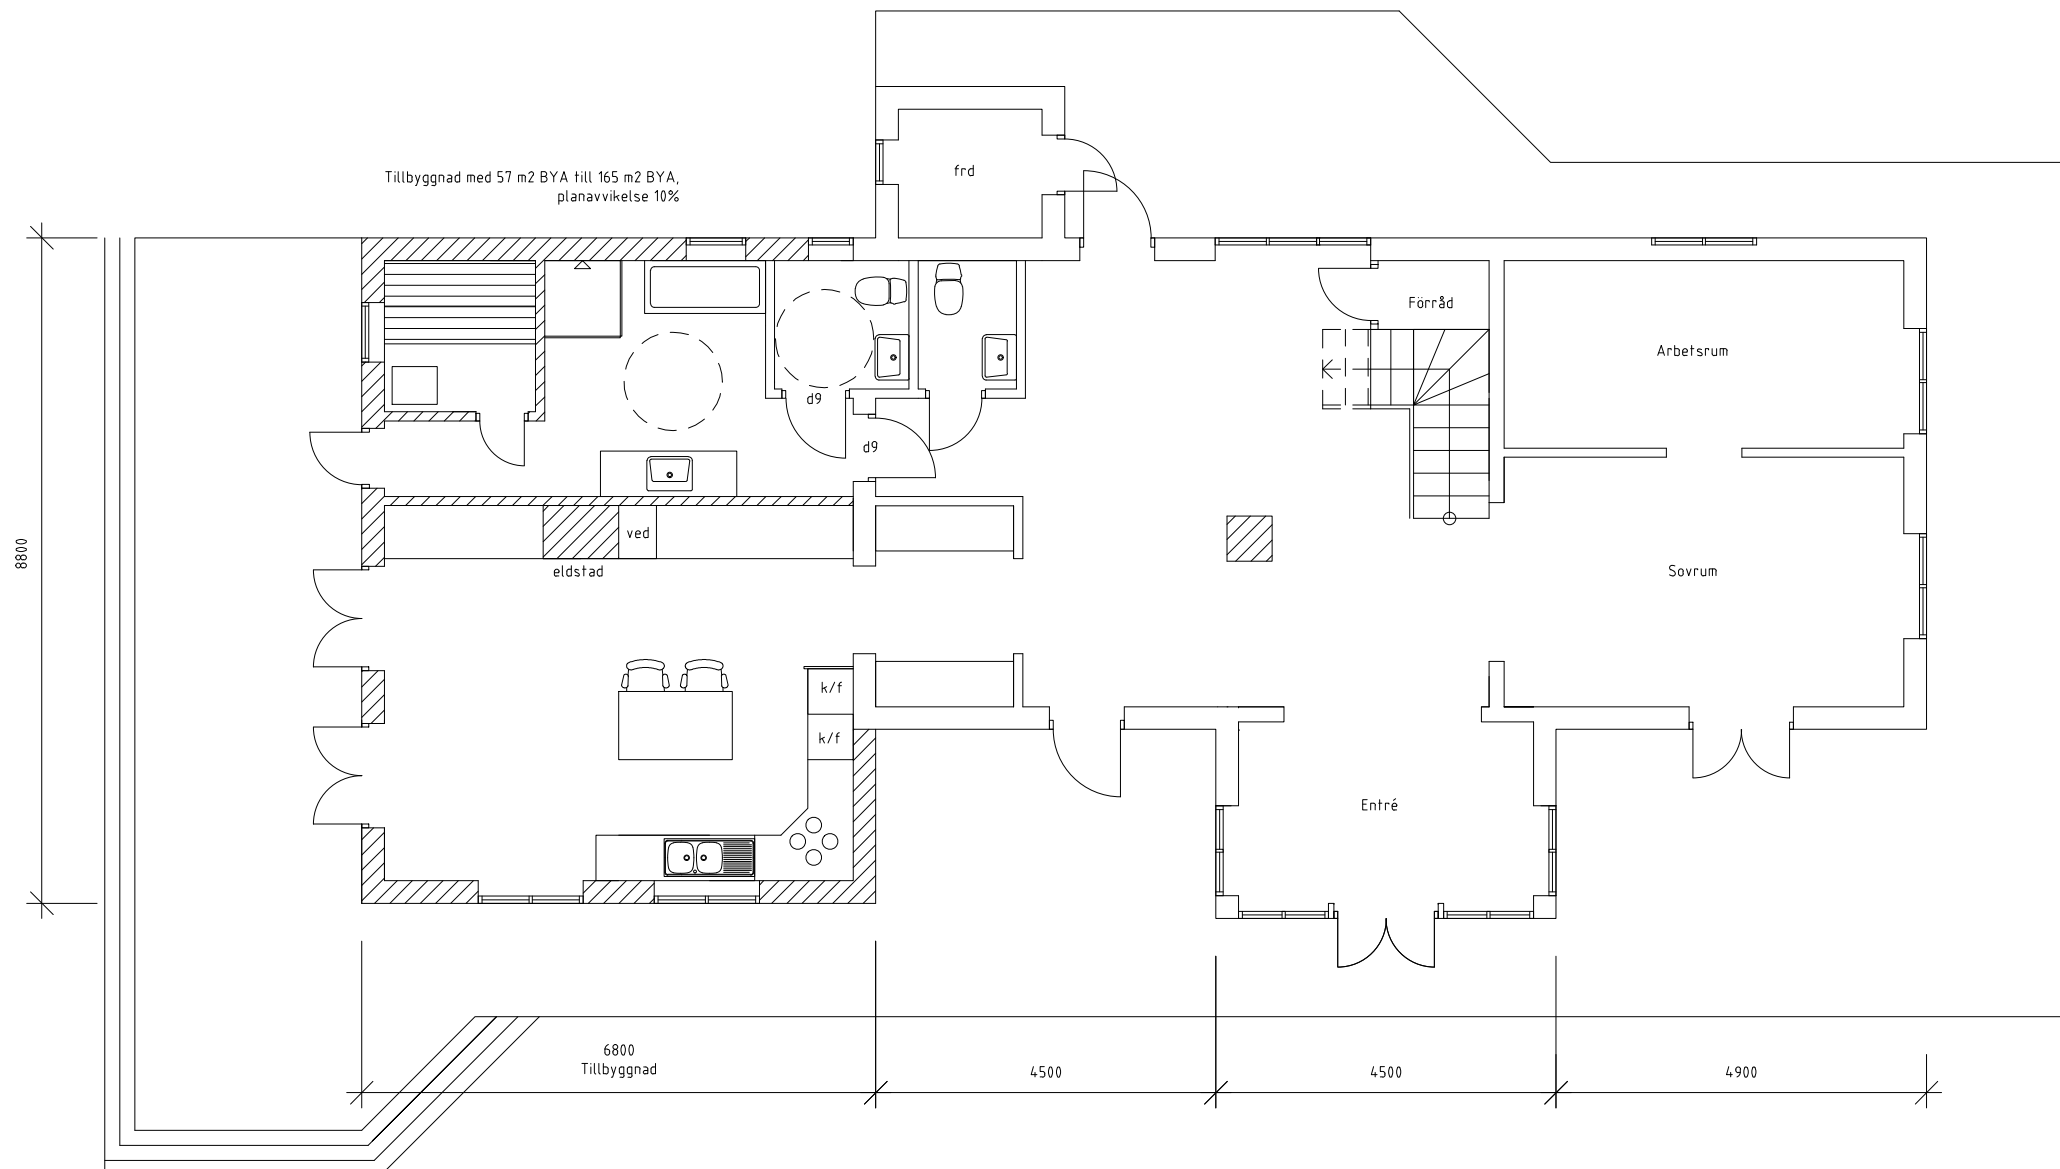 Tillbyggnad med 57 m2 BYA till 165 m2 BYA,
planavvikelse 10%
frd
Förråd
Arbetsrum
d9
d9
8800
ved
eldstad
Sovrum
k/f
k/f
Entré
6800
Tillbyggnad
4500
4500
4900